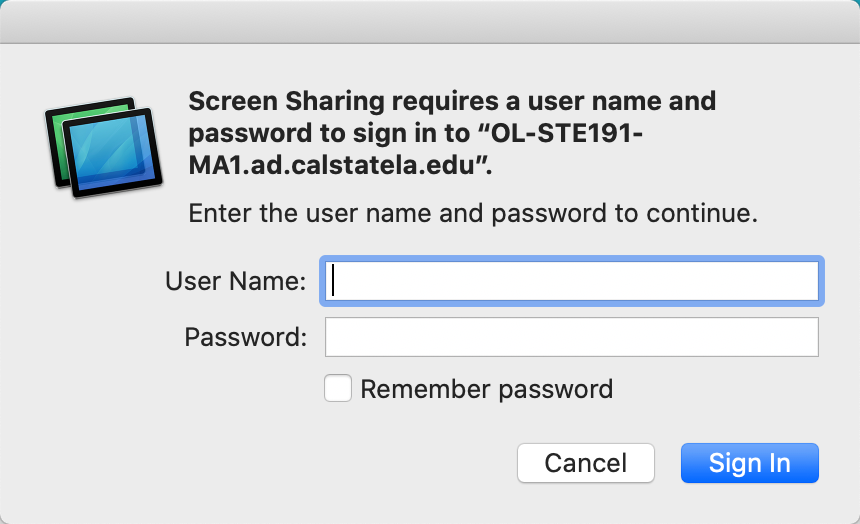 Screen Sharing requires a user name and
password to sign in to “OL-STE191-
MA1.ad.calstatela.edu”.
Enter the user name and password to continue.
User Name:
Password:
Remember password
Cancel
Sign In